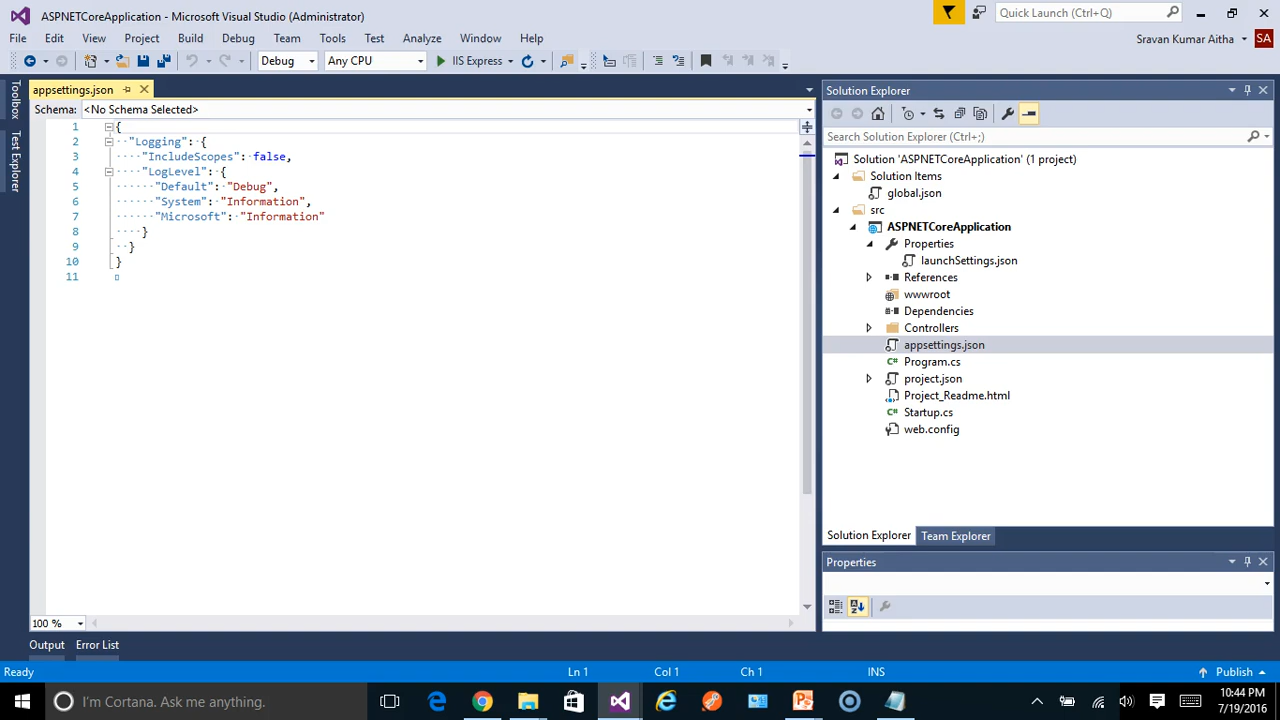 ASPNETCoreApplication - Microsoft Visual Studio (Administrator)
Quick Launch (Ctrl+Q)
File Edit View Project Build Debug Team Tools Test Analyze Window Help
Sravan Kumar Aitha SA
Debug Any CPU IIS Express
Toolbox
Test Explorer
appsettings.json
Schema: <No Schema Selected>
1 {
2 "Logging": {
3 "IncludeScopes": false,
4 "LogLevel": {
5 "Default": "Debug",
6 "System": "Information",
7 "Microsoft": "Information"
8 }
9 }
10 }
11
100 %
Solution Explorer
Search Solution Explorer (Ctrl+;)
Solution 'ASPNETCoreApplication' (1 project)
Solution Items
global.json
src
ASPNETCoreApplication
Properties
launchSettings.json
References
wwwroot
Dependencies
Controllers
appsettings.json
C# Program.cs
project.json
Project_Readme.html
C# Startup.cs
web.config
Solution Explorer Team Explorer
Properties
Output Error List
Ready Ln 1 Col 1 Ch 1 INS Publish
I'm Cortana. Ask me anything.
10:44 PM
7/19/2016